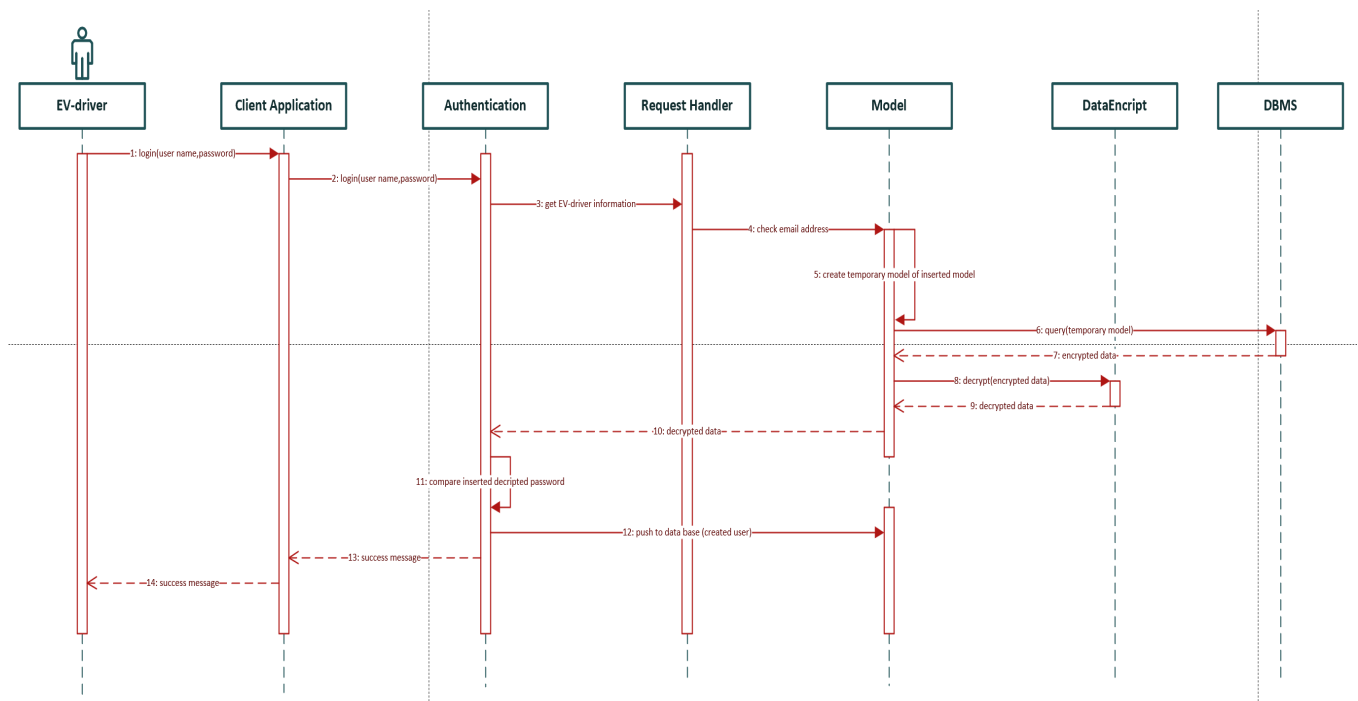 EV-driver
Client Application
Authentication
Request Handler
Model
DataEncript
DBMS
1: login(user name,password)
2: login(user name,password)
3: get EV-driver information
4: check email address
5: create temporary model of inserted model
6: query(temporary model)
7: encrypted data
8: decrypt(encrypted data)
9: decrypted data
10: decrypted data
11: compare inserted decripted password
12: push to data base (created user)
13: success message
14: success message